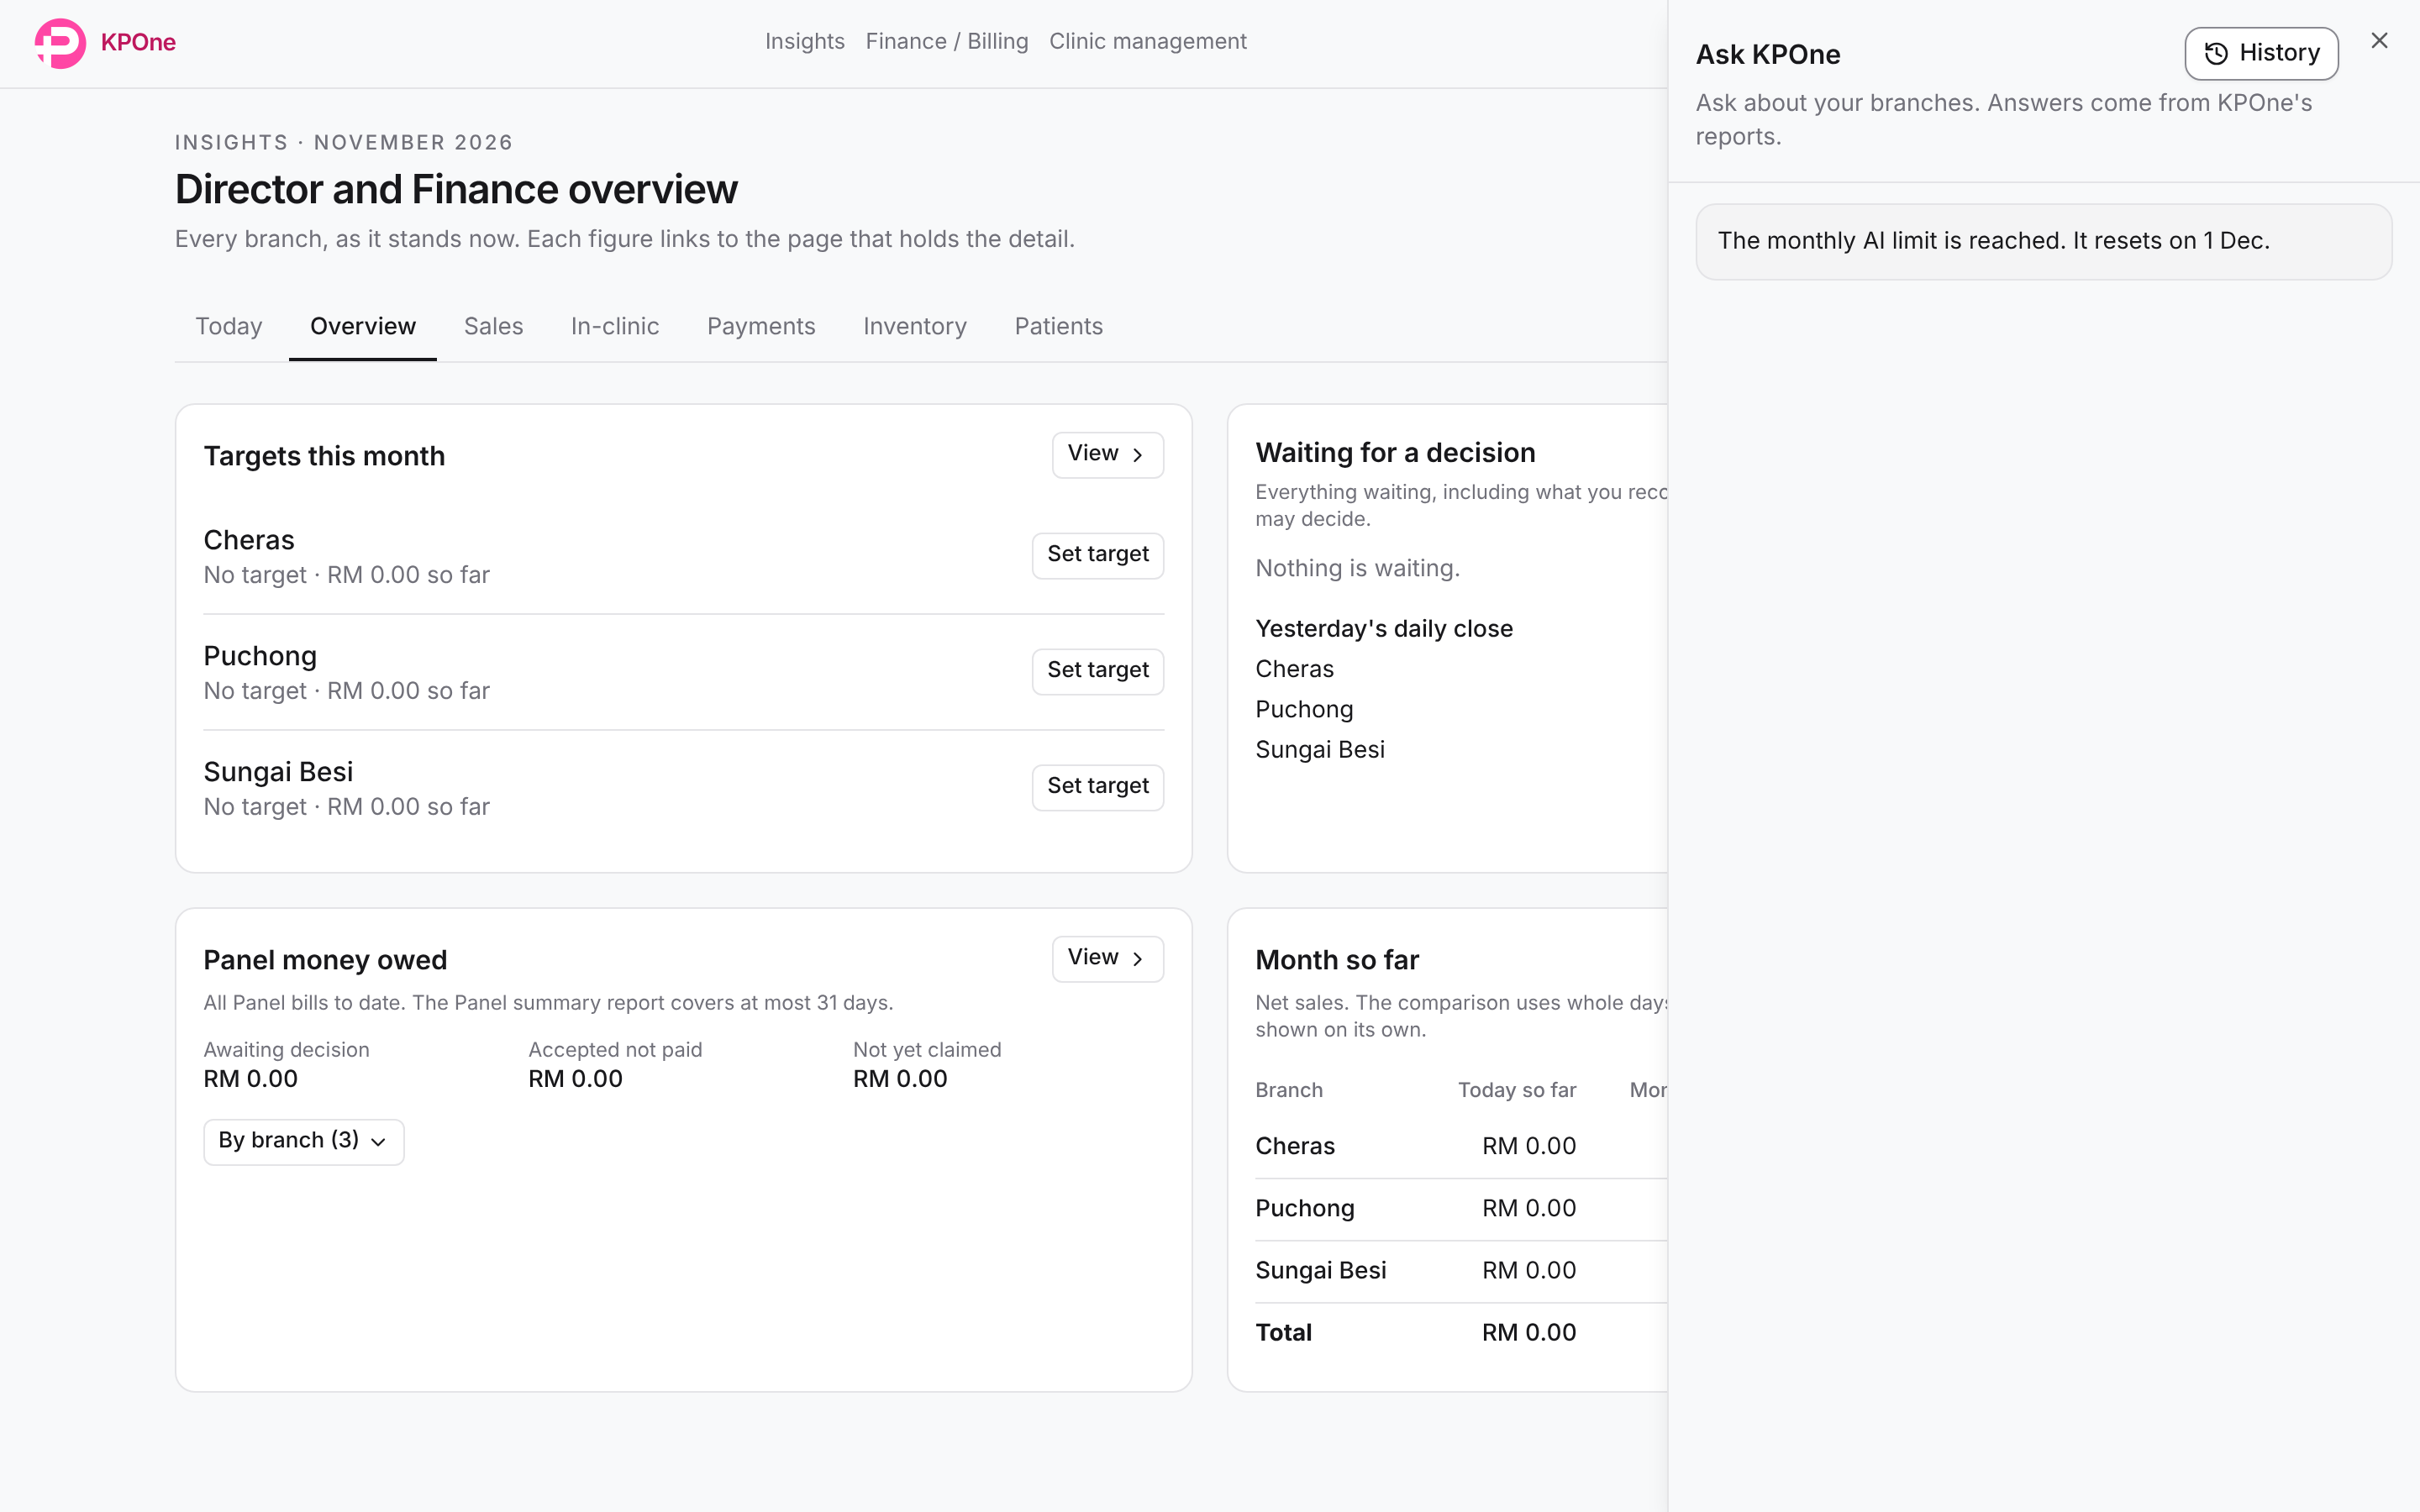 KPOne
Insights
Finance / Billing
Clinic management
INSIGHTS · NOVEMBER 2026
Director and Finance overview
Every branch, as it stands now. Each figure links to the page that holds the detail.
Today
Overview
Sales
In-clinic
Payments
Inventory
Patients
Targets this month
View
Cheras
No target · RM 0.00 so far
Set target
Puchong
No target · RM 0.00 so far
Set target
Sungai Besi
No target · RM 0.00 so far
Set target
Waiting for a decision
Everything waiting, including what you
may decide.
Nothing is waiting.
Yesterday's daily close
Cheras
Puchong
Sungai Besi
Panel money owed
View
All Panel bills to date. The Panel summary report covers at most 31 days.
Awaiting decision
RM 0.00
Accepted not paid
RM 0.00
Not yet claimed
RM 0.00
By branch (3)
Month so far
Net sales. The comparison uses whole days
shown on its own.
Branch
Today so far
Cheras
RM 0.00
Puchong
RM 0.00
Sungai Besi
RM 0.00
Total
RM 0.00
Ask KPOne
History
Ask about your branches. Answers come from KPOne's
reports.
The monthly AI limit is reached. It resets on 1 Dec.